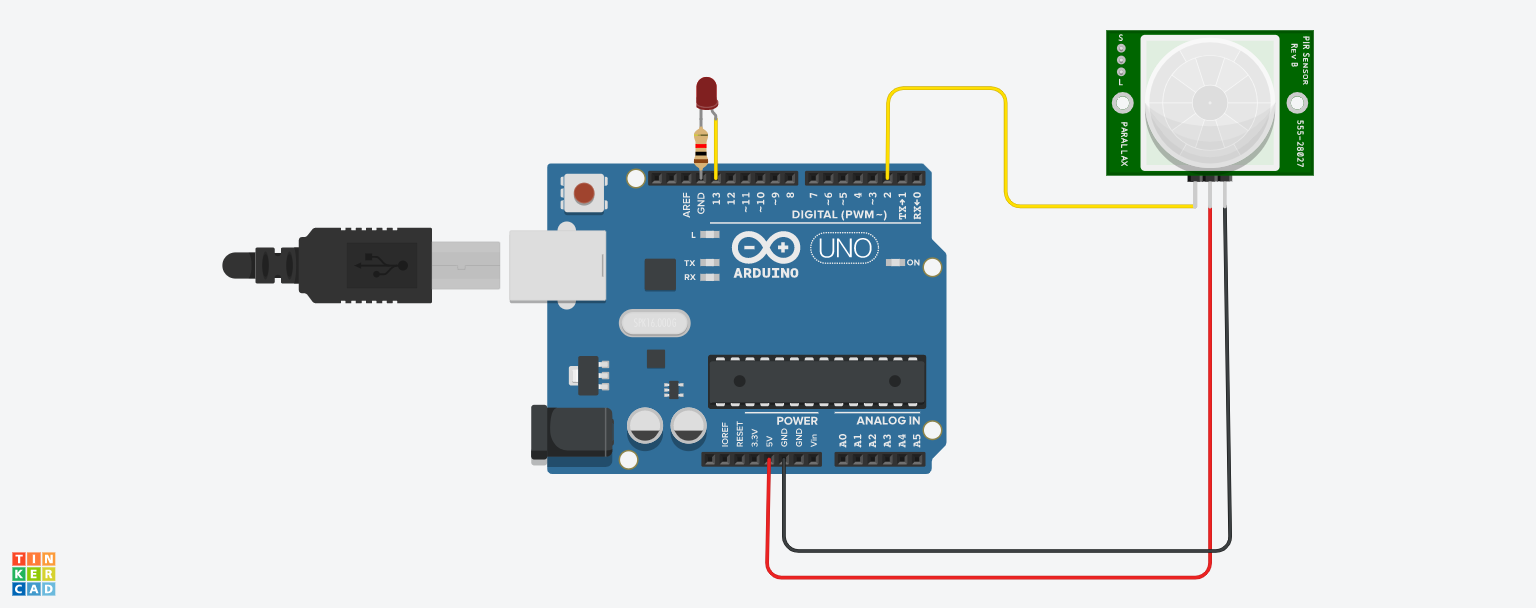 S
L
PARALLAX
PIR SENSOR
REV B
555-28027
AREF
GND
13
12
~11
~10
~9
8
7
~6
~5
4
~3
2
TX→1
RX←0
DIGITAL (PWM~)
L
TX
RX
ARDUINO
UNO
ON
POWER
ANALOG IN
IOREF
RESET
3.3V
5V
GND
GND
Vin
A0
A1
A2
A3
A4
A5
TIN
KER
CAD